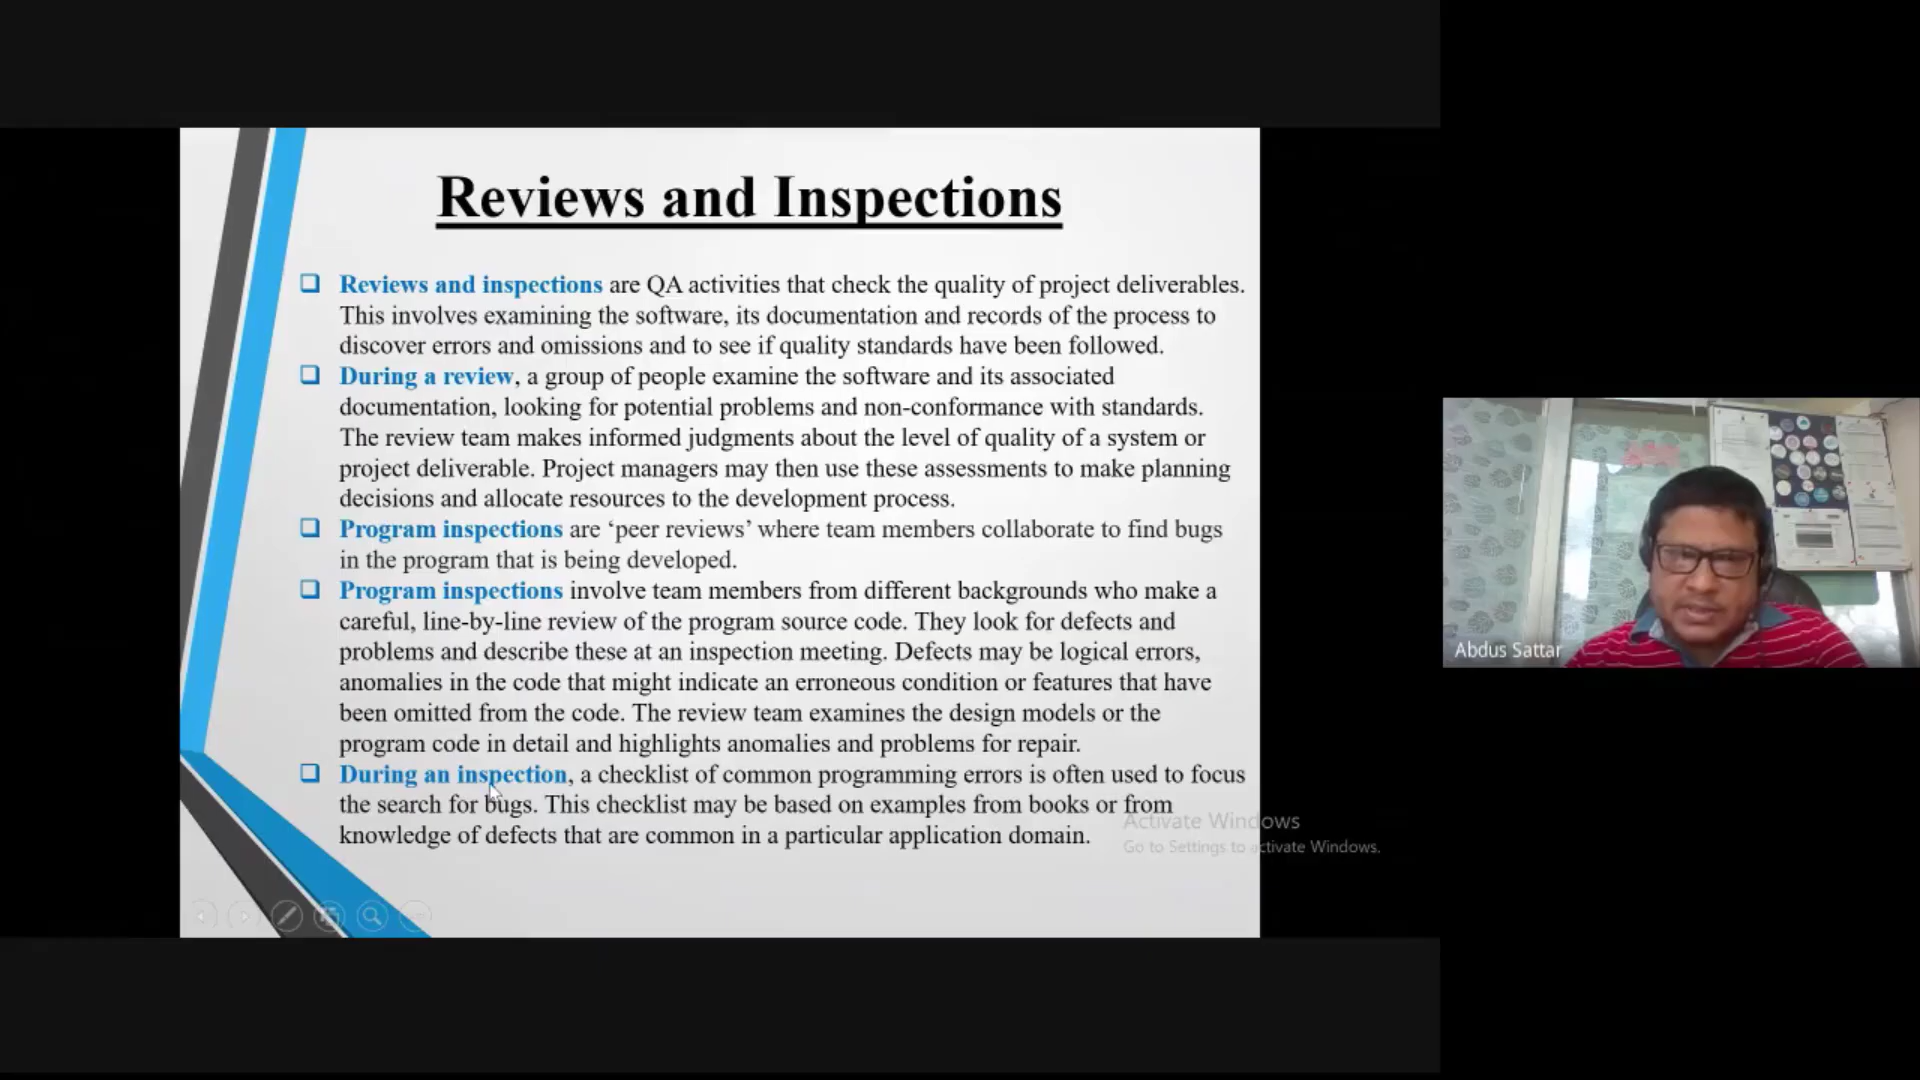 Reviews and Inspections
Reviews and inspections are QA activities that check the quality of project deliverables.
This involves examining the software, its documentation and records of the process to
discover errors and omissions and to see if quality standards have been followed.
During a review, a group of people examine the software and its associated
documentation, looking for potential problems and non-conformance with standards.
The review team makes informed judgments about the level of quality of a system or
project deliverable. Project managers may then use these assessments to make planning
decisions and allocate resources to the development process.
Program inspections are ‘peer reviews’ where team members collaborate to find bugs
in the program that is being developed.
Program inspections involve team members from different backgrounds who make a
careful, line-by-line review of the program source code. They look for defects and
problems and describe these at an inspection meeting. Defects may be logical errors,
anomalies in the code that might indicate an erroneous condition or features that have
been omitted from the code. The review team examines the design models or the
program code in detail and highlights anomalies and problems for repair.
During an inspection, a checklist of common programming errors is often used to focus
the search for bugs. This checklist may be based on examples from books or from
knowledge of defects that are common in a particular application domain.
Activate Windows
Go to Settings to activate Windows.
Abdus Sattar